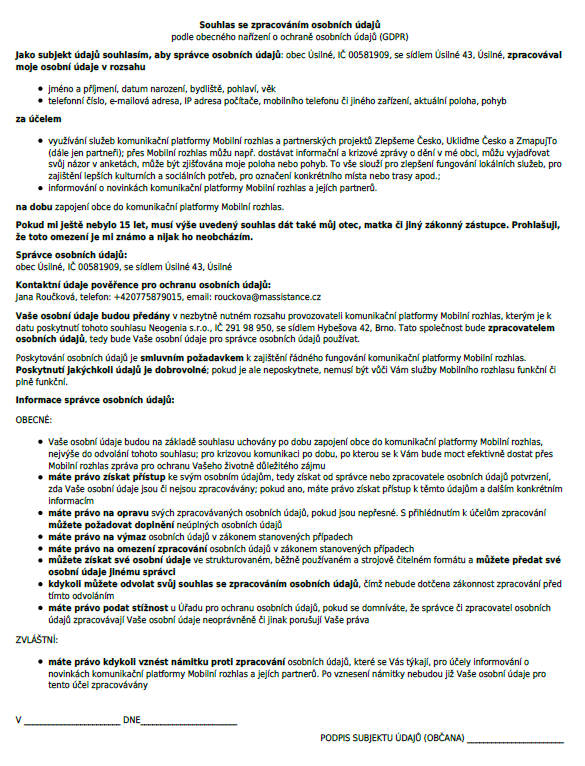 Souhlas se zpracováním osobních údajů
podle obecného nařízení o ochraně osobních údajů (GDPR)
Jako subjekt údajů souhlasím, aby správce osobních údajů: obec Úsilné, IČ 00581909, se sídlem Úsilné 43, Úsilné, zpracovával
moje osobní údaje v rozsahu
• jméno a příjmení, datum narození, bydliště, pohlaví, věk
• telefonní číslo, e-mailová adresa, IP adresa počítače, mobilního telefonu či jiného zařízení, aktuální poloha, pohyb
za účelem
• využívání služeb komunikační platformy Mobilní rozhlas a partnerských projektů Zlepšeme Česko, Ukliďme Česko a ZmapujTo
(dále jen partneři); přes Mobilní rozhlas můžu např. dostávat informační a krizové zprávy o dění v mé obci, můžu vyjadřovat
svůj názor v anketách, může být zjišťována moje poloha nebo pohyb. To vše slouží pro zlepšení fungování lokálních služeb, pro
zajištění lepších kulturních a sociálních potřeb, pro označení konkrétního místa nebo trasy apod.;
• informování o novinkách komunikační platformy Mobilní rozhlas a jejích partnerů.
na dobu zapojení obce do komunikační platformy Mobilní rozhlas.
Pokud mi ještě nebylo 15 let, musí výše uvedený souhlas dát také můj otec, matka či jiný zákonný zástupce. Prohlašuji,
že toto omezení je mi známo a nijak ho neobcházím.
Správce osobních údajů:
obec Úsilné, IČ 00581909, se sídlem Úsilné 43, Úsilné
Kontaktní údaje pověřence pro ochranu osobních údajů:
Jana Roučková, telefon: +420775879015, email: rouckova@massistance.cz
Vaše osobní údaje budou předány v nezbytně nutném rozsahu provozovateli komunikační platformy Mobilní rozhlas, kterým je k
datu poskytnutí tohoto souhlasu Neogenia s.r.o., IČ 291 98 950, se sídlem Hybešova 42, Brno. Tato společnost bude zpracovatelem
osobních údajů, tedy bude Vaše osobní údaje pro správce osobních údajů používat.
Poskytování osobních údajů je smluvním požadavkem k zajištění řádného fungování komunikační platformy Mobilní rozhlas.
Poskytnutí jakýchkoli údajů je dobrovolné; pokud je ale neposkytnete, nemusí být vůči Vám služby Mobilního rozhlasu funkční či
plně funkční.
Informace správce osobních údajů:
OBECNÉ:
• Vaše osobní údaje budou na základě souhlasu uchovány po dobu zapojení obce do komunikační platformy Mobilní rozhlas,
nejvýše do odvolání tohoto souhlasu; pro krizovou komunikaci po dobu, po kterou se k Vám bude moct efektivně dostat přes
Mobilní rozhlas zpráva pro ochranu Vašeho životně důležitého zájmu
• máte právo získat přístup ke svým osobním údajům, tedy získat od správce nebo zpracovatele osobních údajů potvrzení,
zda Vaše osobní údaje jsou či nejsou zpracovávány; pokud ano, máte právo získat přístup k těmto údajům a dalším konkrétním
informacím
• máte právo na opravu svých zpracovávaných osobních údajů, pokud jsou nepřesné. S přihlédnutím k účelům zpracování
můžete požadovat doplnění neúplných osobních údajů
• máte právo na výmaz osobních údajů v zákonem stanovených případech
• máte právo na omezení zpracování osobních údajů v zákonem stanovených případech
• můžete získat své osobní údaje ve strukturovaném, běžně používaném a strojově čitelném formátu a můžete předat své
osobní údaje jinému správci
• kdykoli můžete odvolat svůj souhlas se zpracováním osobních údajů, čímž nebude dotčena zákonnost zpracování před
tímto odvoláním
• máte právo podat stížnost u Úřadu pro ochranu osobních údajů, pokud se domníváte, že správce či zpracovatel osobních
údajů zpracovávají Vaše osobní údaje neoprávněně či jinak porušují Vaše práva
ZVLÁŠTNÍ:
• máte právo kdykoli vznést námitku proti zpracování osobních údajů, které se Vás týkají, pro účely informování o
novinkách komunikační platformy Mobilní rozhlas a jejích partnerů. Po vznesení námitky nebudou již Vaše osobní údaje pro
tento účel zpracovávány
V ____________________ DNE____________________
PODPIS SUBJEKTU ÚDAJŮ (OBČANA) ____________________